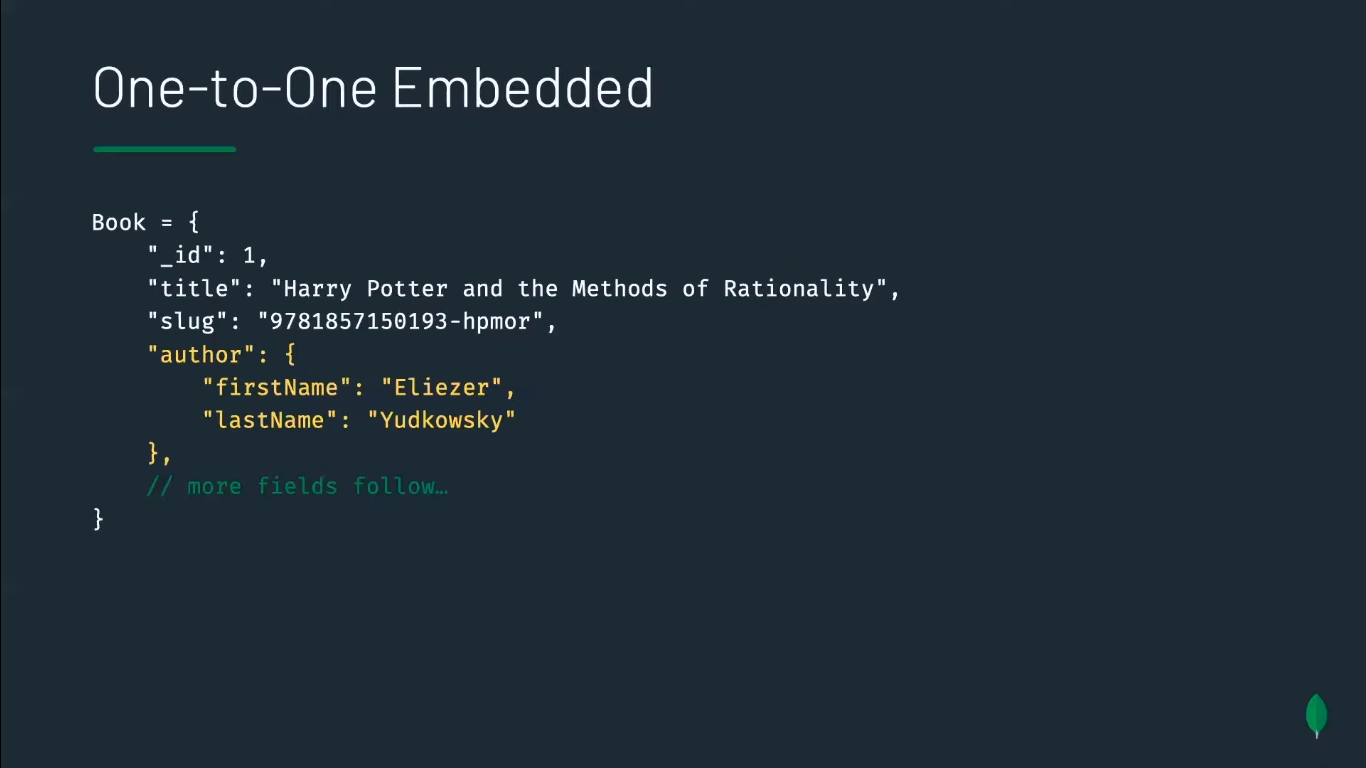 One-to-One Embedded
Book = {
"_id": 1,
"title": "Harry Potter and the Methods of Rationality",
"slug": "9781857150193-hpmor",
"author": {
"firstName": "Eliezer",
"lastName": "Yudkowsky"
},
// more fields follow…
}